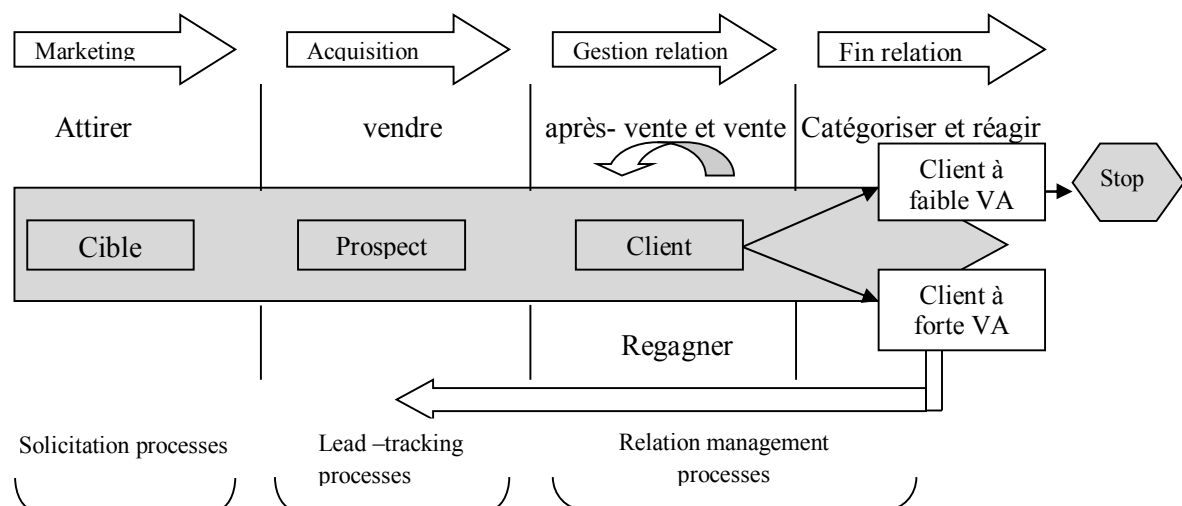 Marketing
Acquisition
Gestion relation
Fin relation
Attirer
vendre
après- vente et vente
Catégoriser et réagir
Client à
faible VA
Stop
Cible
Prospect
Client
Client à
forte VA
Regagner
Solicitation processes
Lead –tracking
processes
Relation management
processes